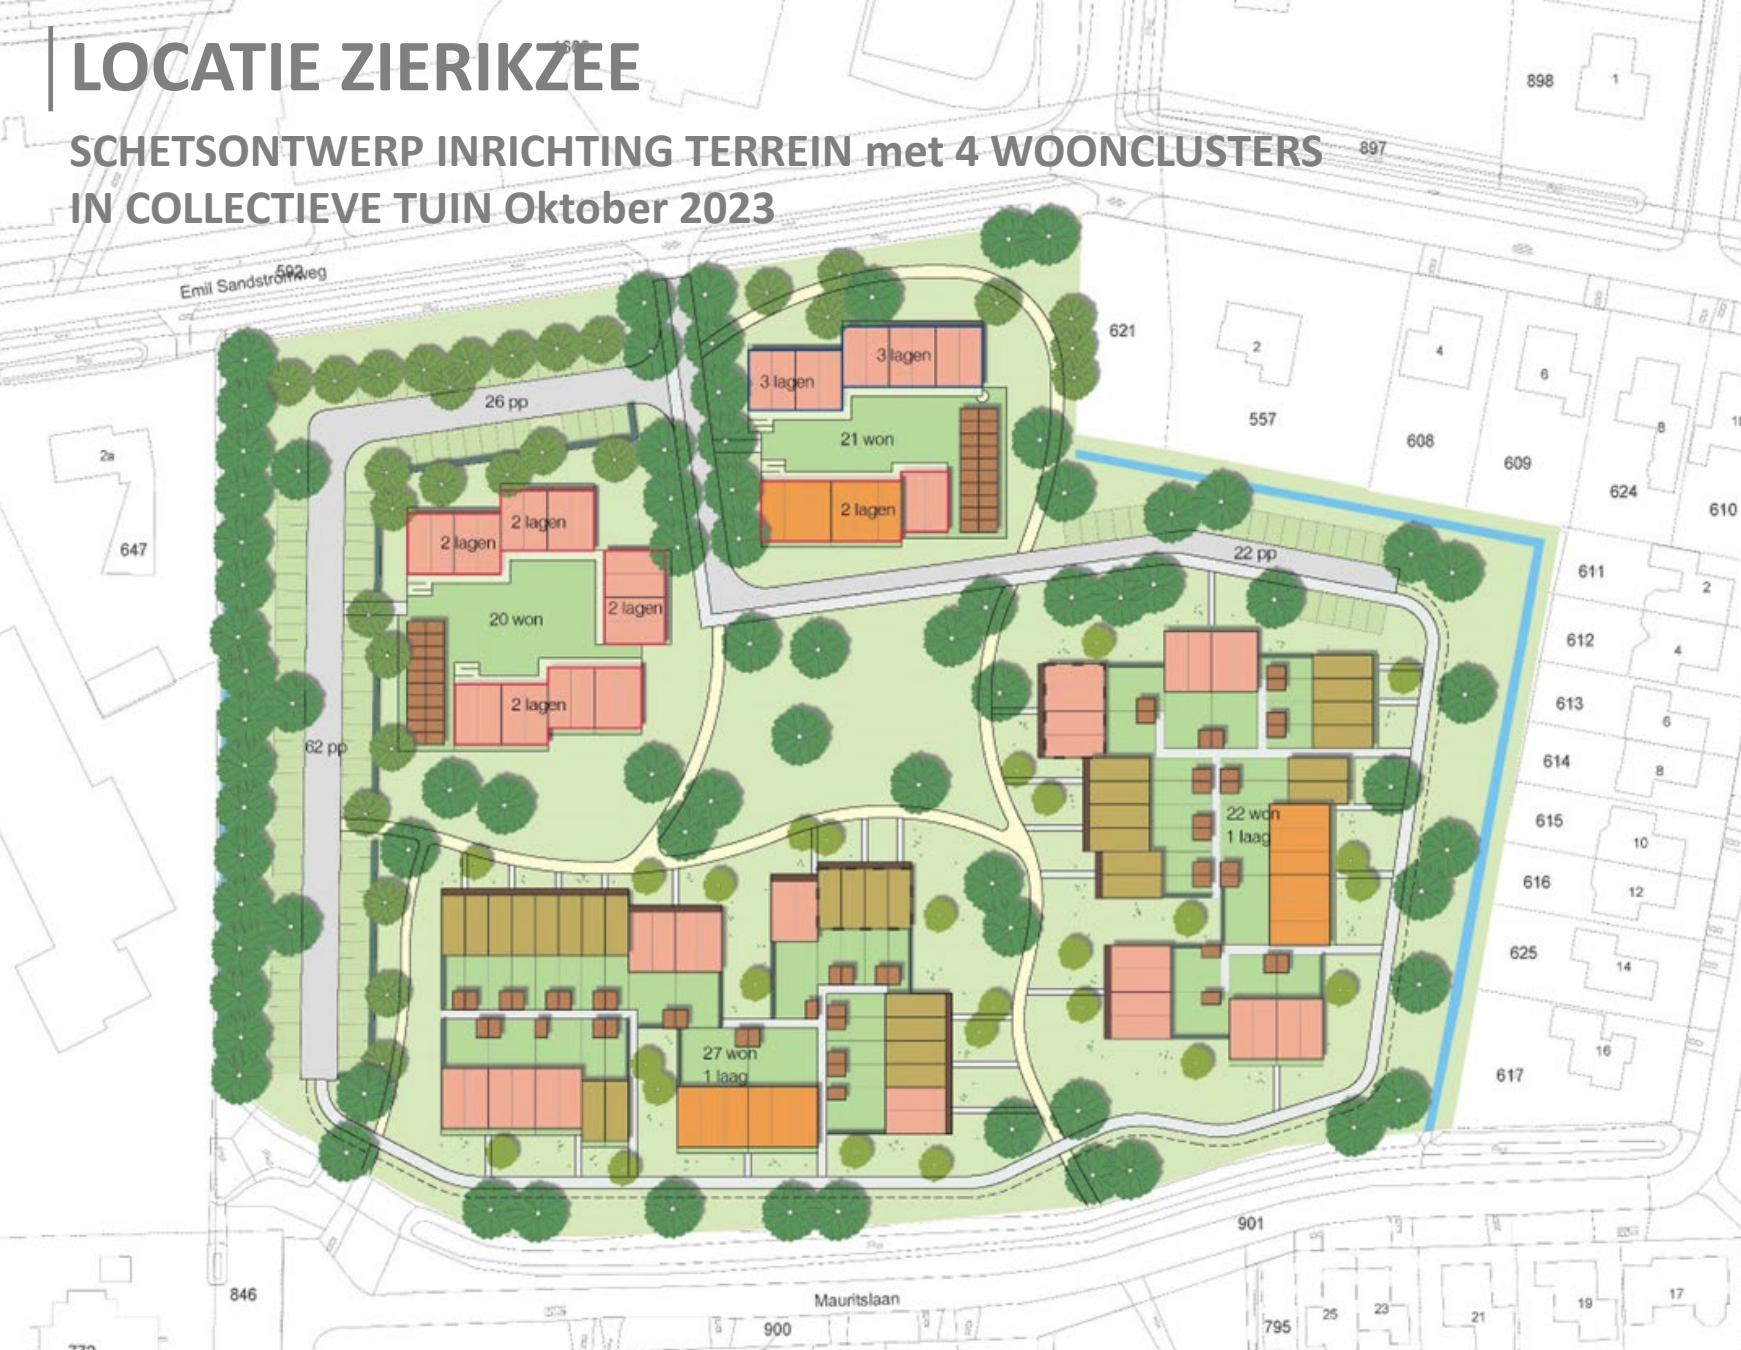 LOCATIE ZIERIKZEE
SCHETSONTWERP INRICHTING TERREIN met 4 WOONCLUSTERS
IN COLLECTIEVE TUIN Oktober 2023
898
1
897
592
Emil Sandströmweg
621
2
4
6
8
557
608
609
624
610
2a
647
26 pp
3 lagen
3 lagen
21 won
2 lagen
2 lagen
2 lagen
2 lagen
20 won
2 lagen
62 pp
22 pp
611
2
612
4
613
6
614
8
615
10
616
12
625
14
617
16
22 won
1 laag
27 won
1 laag
901
846
Mauritslaan
900
795
25
23
21
19
17